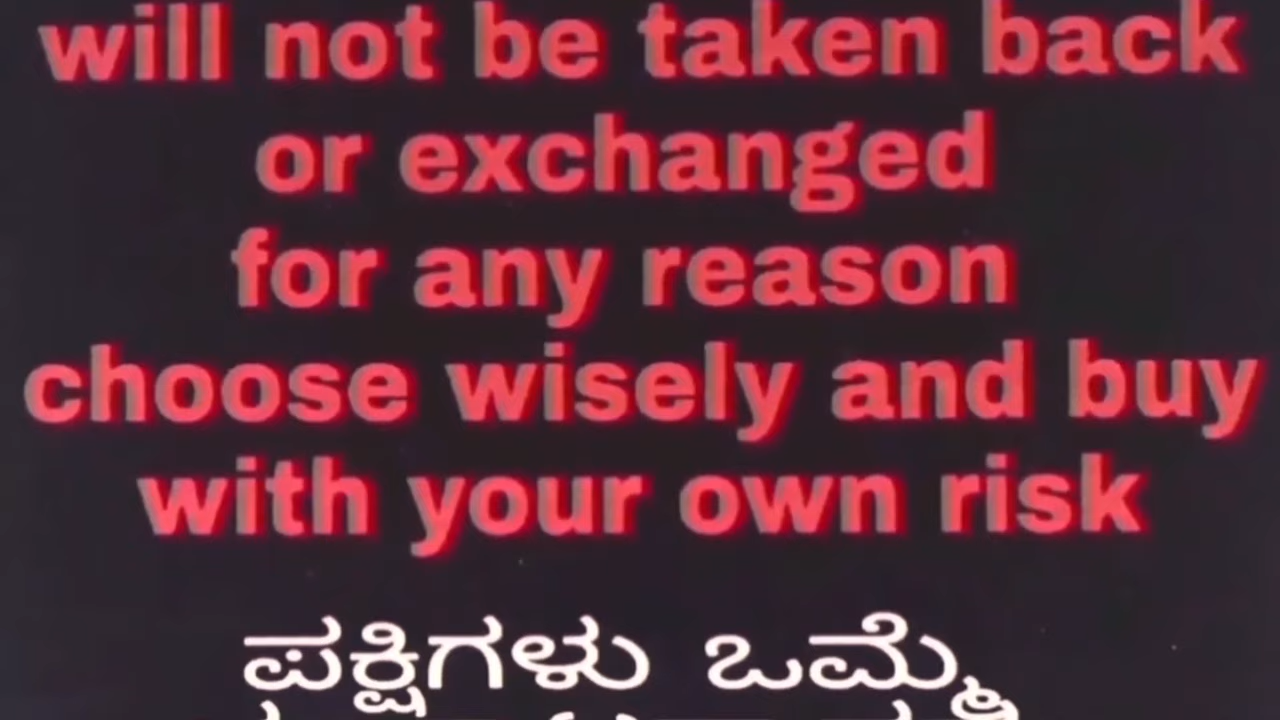 will not be taken back
or exchanged
for any reason
choose wisely and buy
with your own risk
ಪಕ್ಷಿಗಳು ಒಮ್ಮೆ